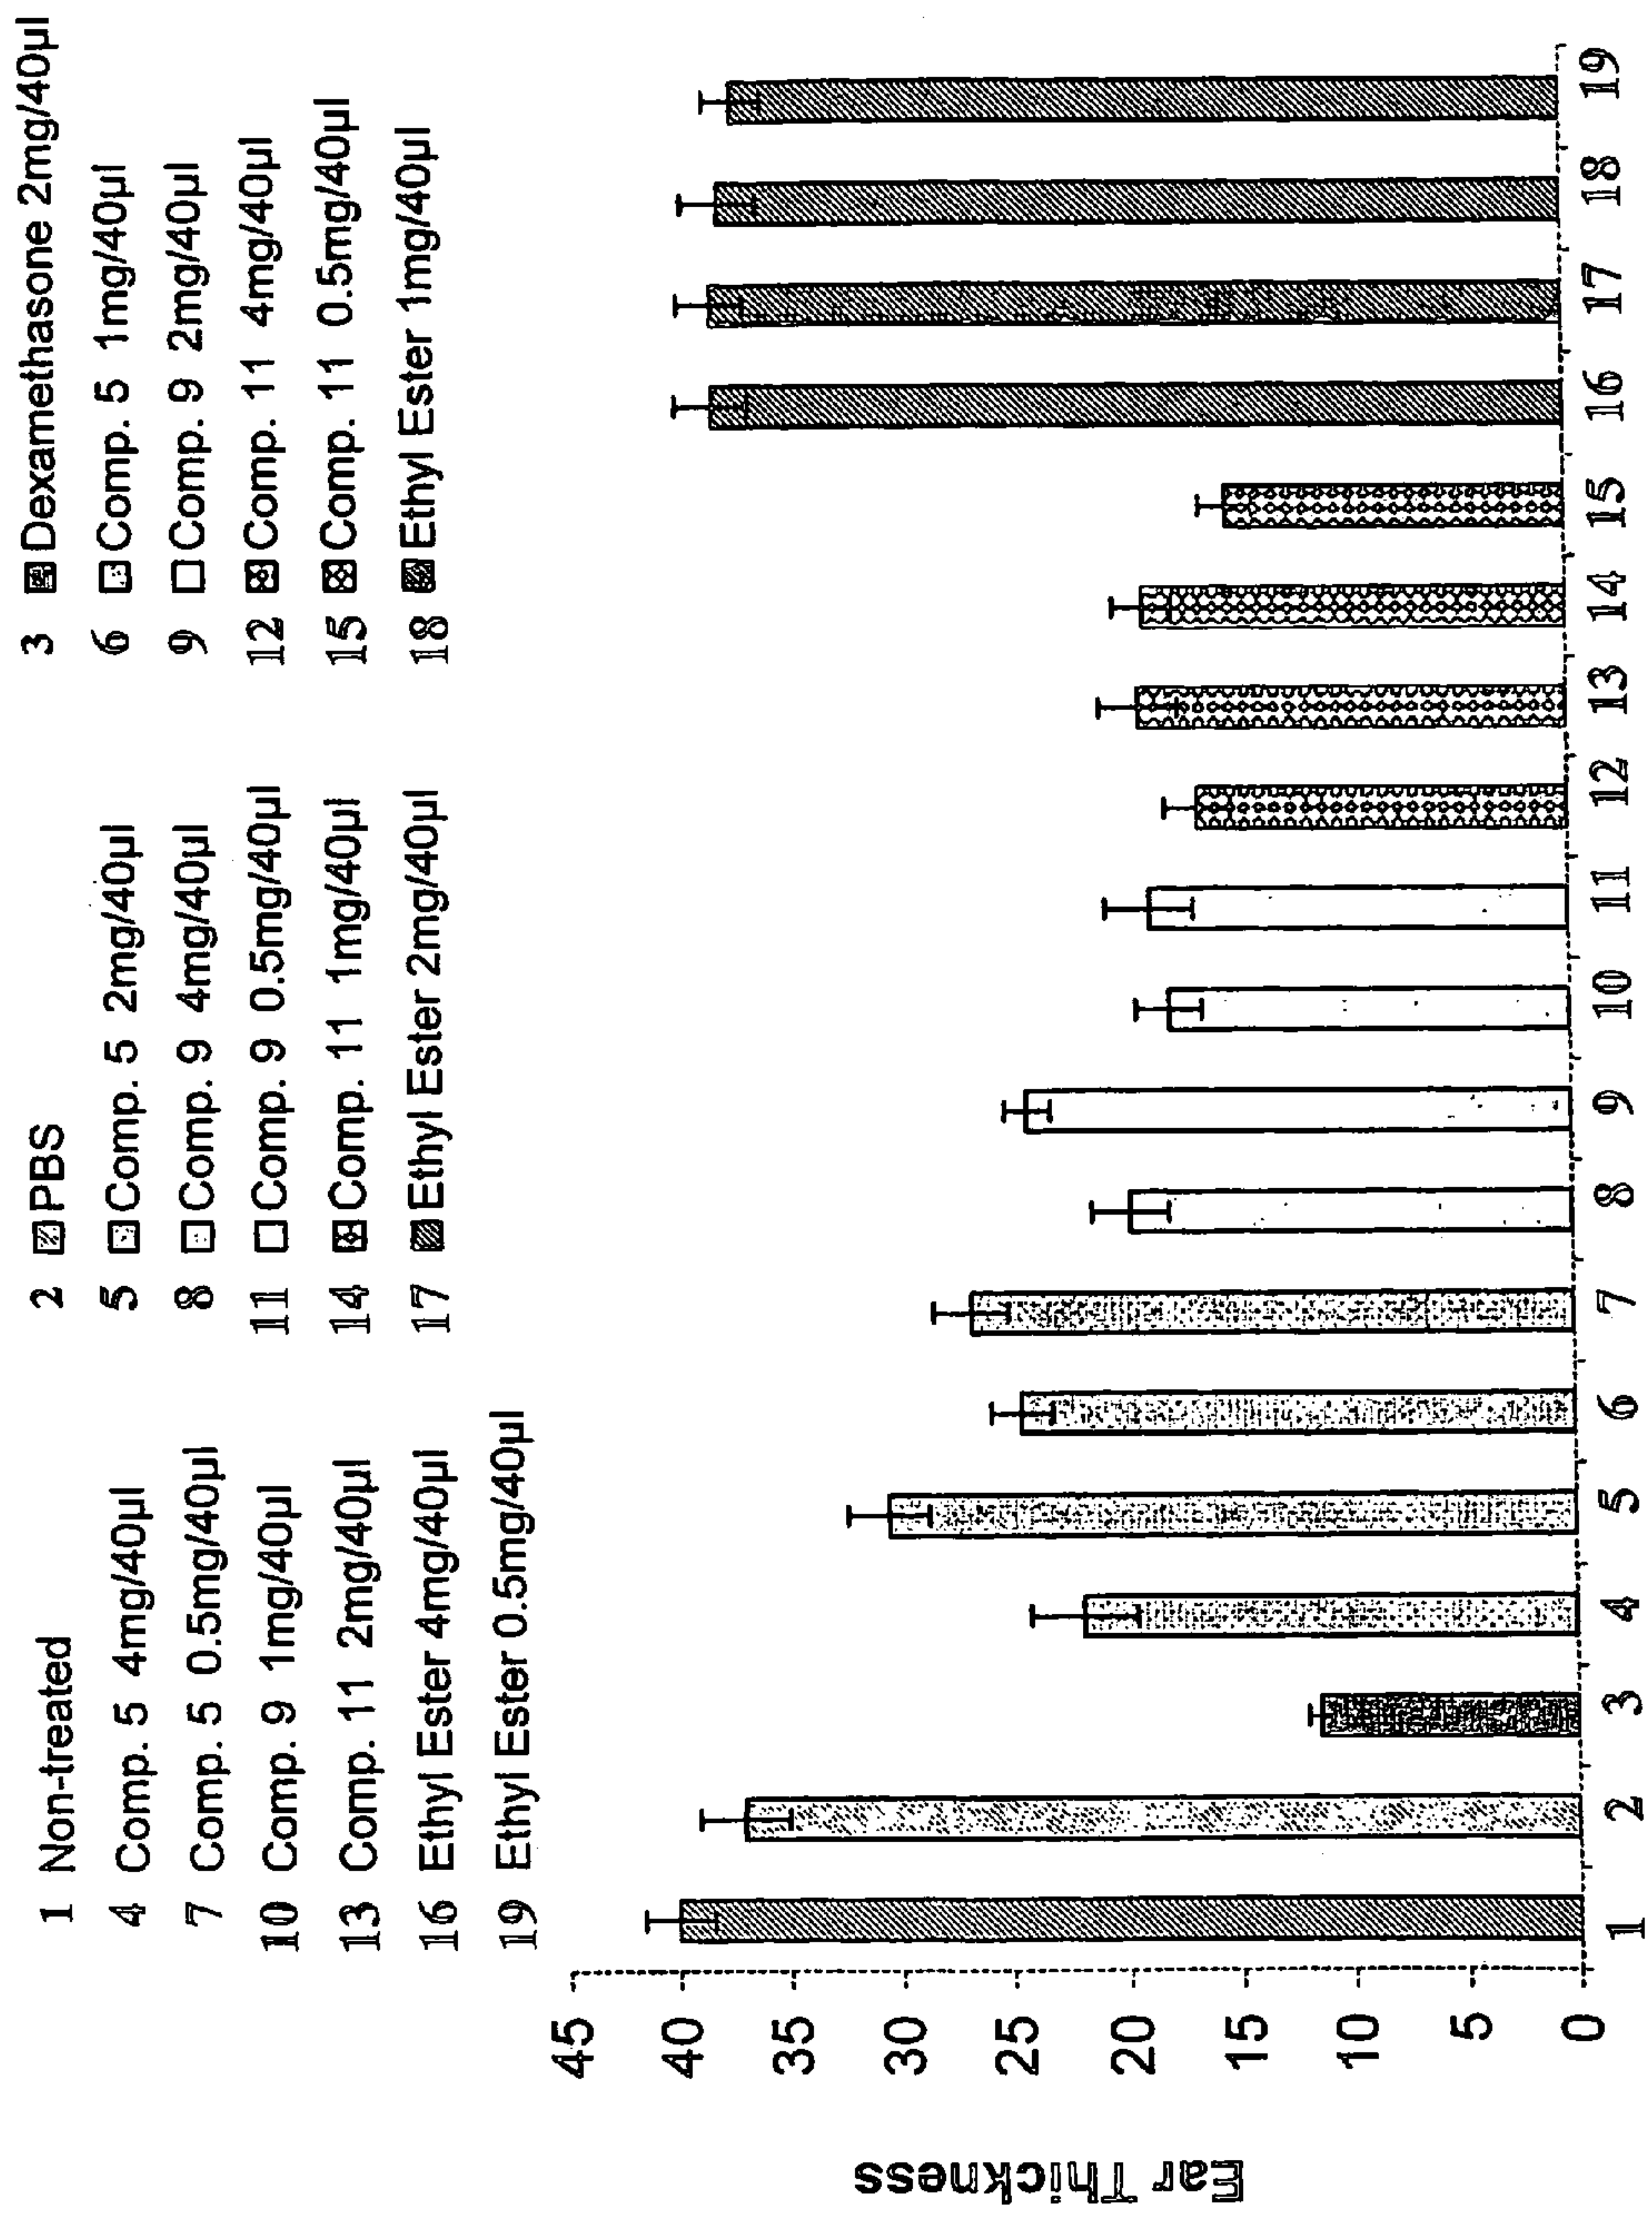 1 Non-treated 2 PBS 3 Dexamethasone 2mg/40µl
4 Comp. 5 4mg/40µl 5 Comp. 5 2mg/40µl 6 Comp. 5 1mg/40µl
7 Comp. 5 0.5mg/40µl 8 Comp. 9 4mg/40µl 9 Comp. 9 2mg/40µl
10 Comp. 9 1mg/40µl 11 Comp. 9 0.5mg/40µl 12 Comp. 11 4mg/40µl
13 Comp. 11 2mg/40µl 14 Comp. 11 1mg/40µl 15 Comp. 11 0.5mg/40µl
16 Ethyl Ester 4mg/40µl 17 Ethyl Ester 2mg/40µl 18 Ethyl Ester 1mg/40µl
19 Ethyl Ester 0.5mg/40µl
Ear Thickness
45
40
35
30
25
20
15
10
5
0
1 2 3 4 5 6 7 8 9 10 11 12 13 14 15 16 17 18 19